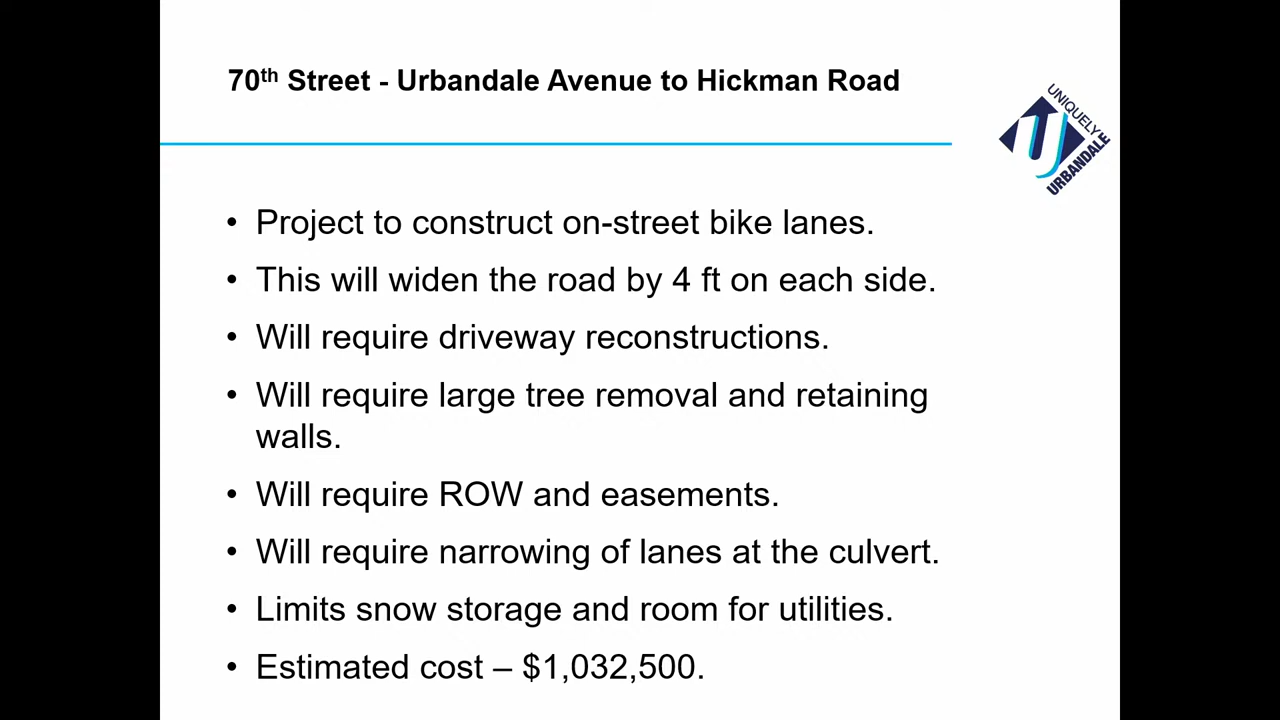 70th Street - Urbandale Avenue to Hickman Road
UNIQUELY
URBANDALE
• Project to construct on-street bike lanes.
• This will widen the road by 4 ft on each side.
• Will require driveway reconstructions.
• Will require large tree removal and retaining
walls.
• Will require ROW and easements.
• Will require narrowing of lanes at the culvert.
• Limits snow storage and room for utilities.
• Estimated cost – $1,032,500.